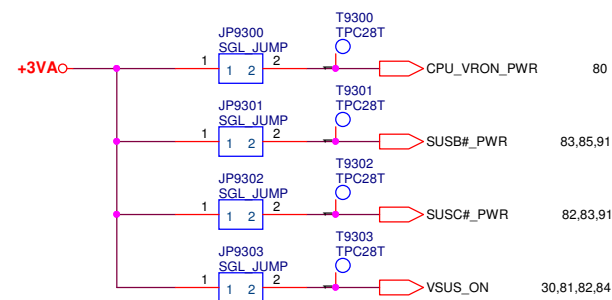 JP9300
SGL_JUMP
T9300
TPC28T
+3VA
1
1 2
2
CPU_VRON_PWR 80
JP9301
SGL_JUMP
T9301
TPC28T
1
1 2
2
SUSB#_PWR 83,85,91
JP9302
SGL_JUMP
T9302
TPC28T
1
1 2
2
SUSC#_PWR 82,83,91
JP9303
SGL_JUMP
T9303
TPC28T
1
1 2
2
VSUS_ON 30,81,82,84